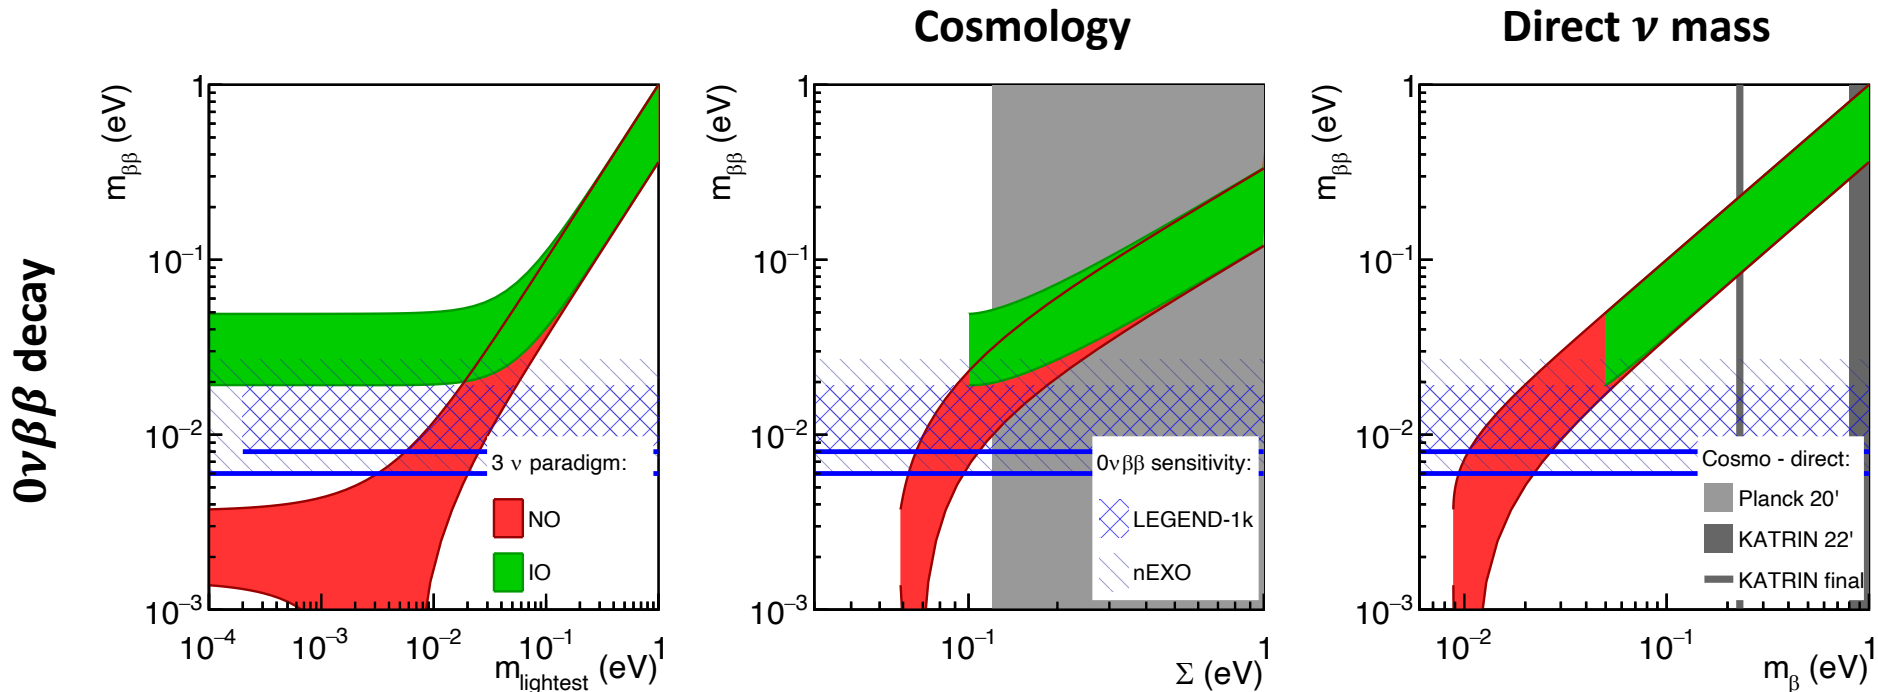 Cosmology
Direct ν mass
0νββ decay
1
10⁻¹
10⁻²
10⁻³
m_ββ (eV)
10⁻⁴ 10⁻³ 10⁻² 10⁻¹ 1
m_lightest (eV)
3 ν paradigm:
NO
IO
1
10⁻¹
10⁻²
10⁻³
m_ββ (eV)
10⁻¹ 1
Σ (eV)
0νββ sensitivity:
LEGEND-1k
nEXO
1
10⁻¹
10⁻²
10⁻³
m_ββ (eV)
10⁻² 10⁻¹ 1
m_β (eV)
Cosmo - direct:
Planck 20'
KATRIN 22'
KATRIN final